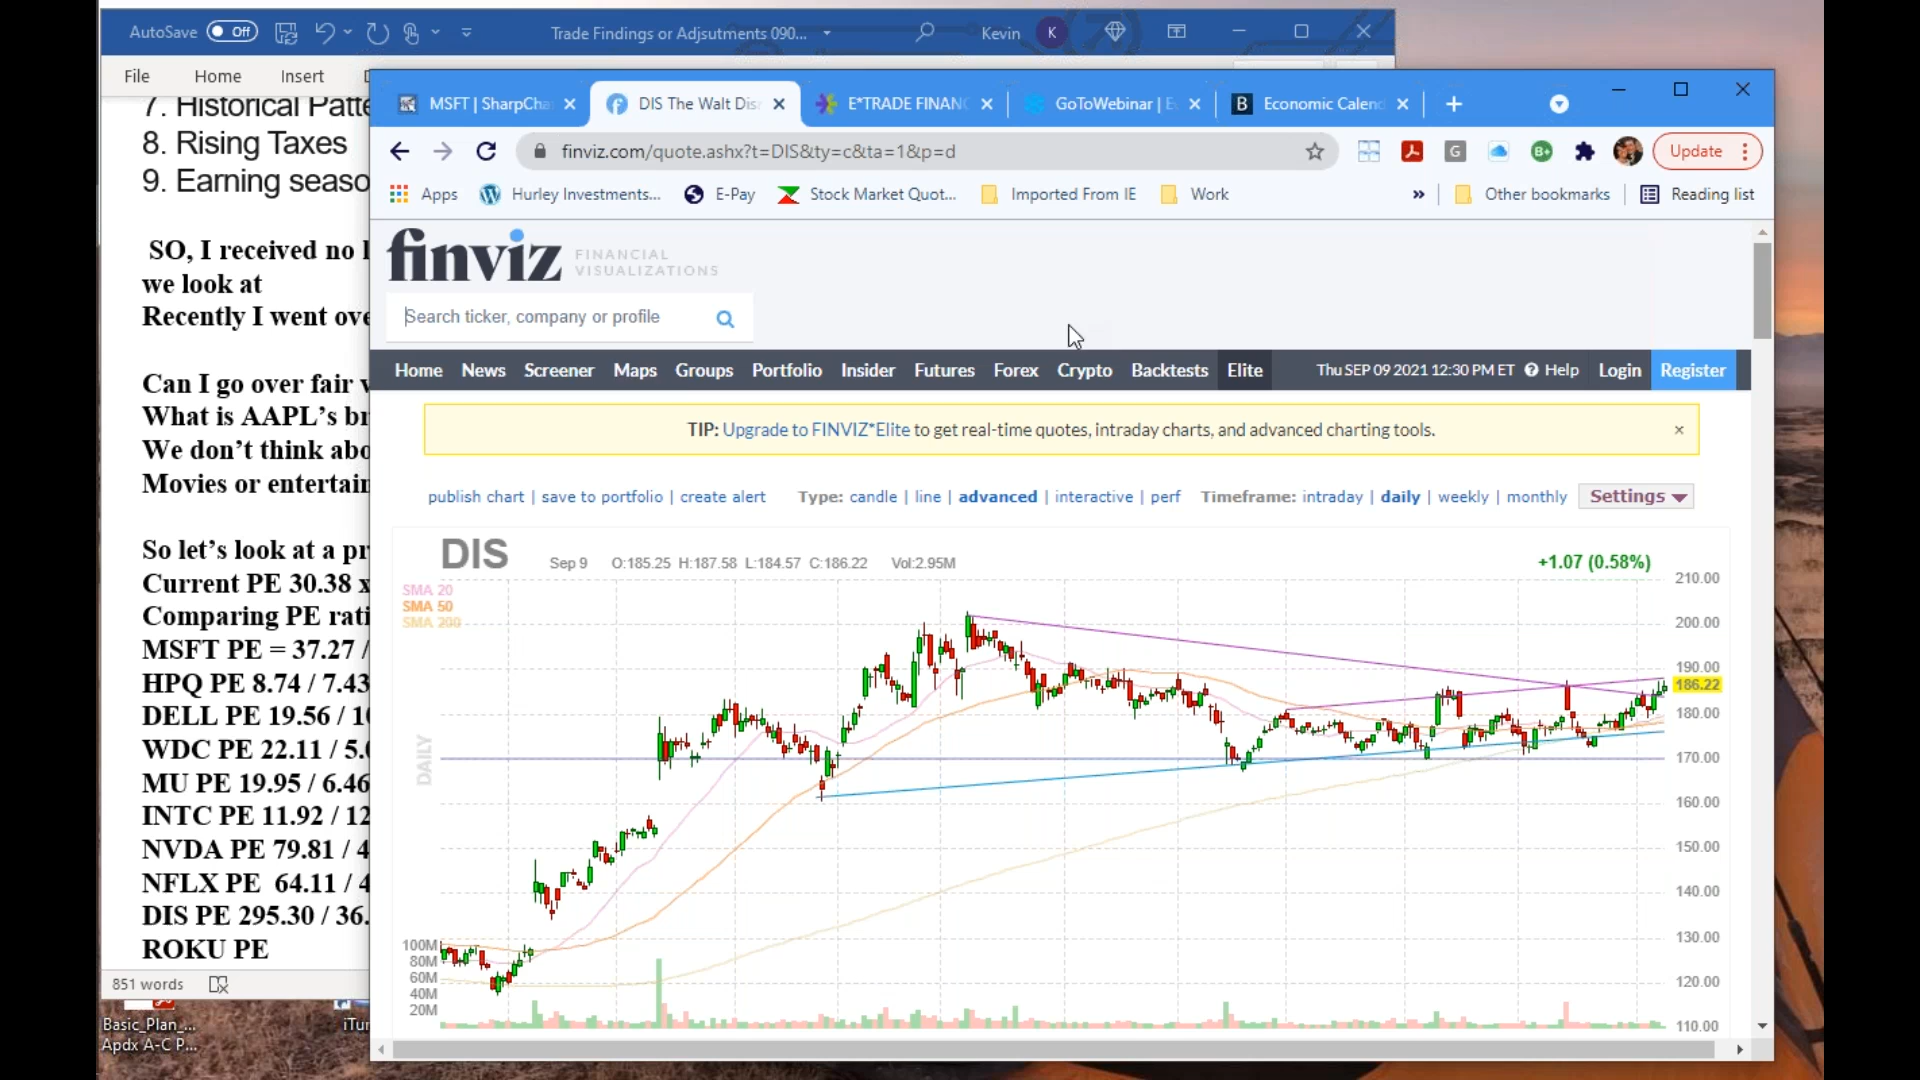 AutoSave Off Trade Findings or Adjsutments 090... Kevin K
File Home Insert
7. Historical Patte
8. Rising Taxes
9. Earning seaso
SO, I received no
we look at
Recently I went ove
Can I go over fair
What is AAPL's br
We don't think abo
Movies or entertain
So let's look at a pr
Current PE 30.38 x
Comparing PE rati
MSFT PE = 37.27 /
HPQ PE 8.74 / 7.43
DELL PE 19.56 / 1
WDC PE 22.11 / 5.
MU PE 19.95 / 6.46
INTC PE 11.92 / 12
NVDA PE 79.81 / 4
NFLX PE 64.11 / 4
DIS PE 295.30 / 36.
ROKU PE
851 words
Basic_Plan_...
Apdx A-C P...
iTur
MSFT | SharpCha DIS The Walt Dis E*TRADE FINANC GoToWebinar | Economic Calenc
finviz.com/quote.ashx?t=DIS&ty=c&ta=1&p=d Update
Apps Hurley Investments... E-Pay Stock Market Quot... Imported From IE Work » Other bookmarks Reading list
finviz FINANCIAL
VISUALIZATIONS
Search ticker, company or profile
Home News Screener Maps Groups Portfolio Insider Futures Forex Crypto Backtests Elite Thu SEP 09 2021 12:30 PM ET Help Login Register
TIP: Upgrade to FINVIZ*Elite to get real-time quotes, intraday charts, and advanced charting tools. ×
publish chart | save to portfolio | create alert Type: candle | line | advanced | interactive | perf Timeframe: intraday | daily | weekly | monthly Settings
DIS Sep 9 O:185.25 H:187.58 L:184.57 C:186.22 Vol:2.95M +1.07 (0.58%)
SMA 20
SMA 50
SMA 200
DAILY
210.00
200.00
190.00
186.22
180.00
170.00
160.00
150.00
140.00
130.00
120.00
110.00
100M
80M
60M
40M
20M